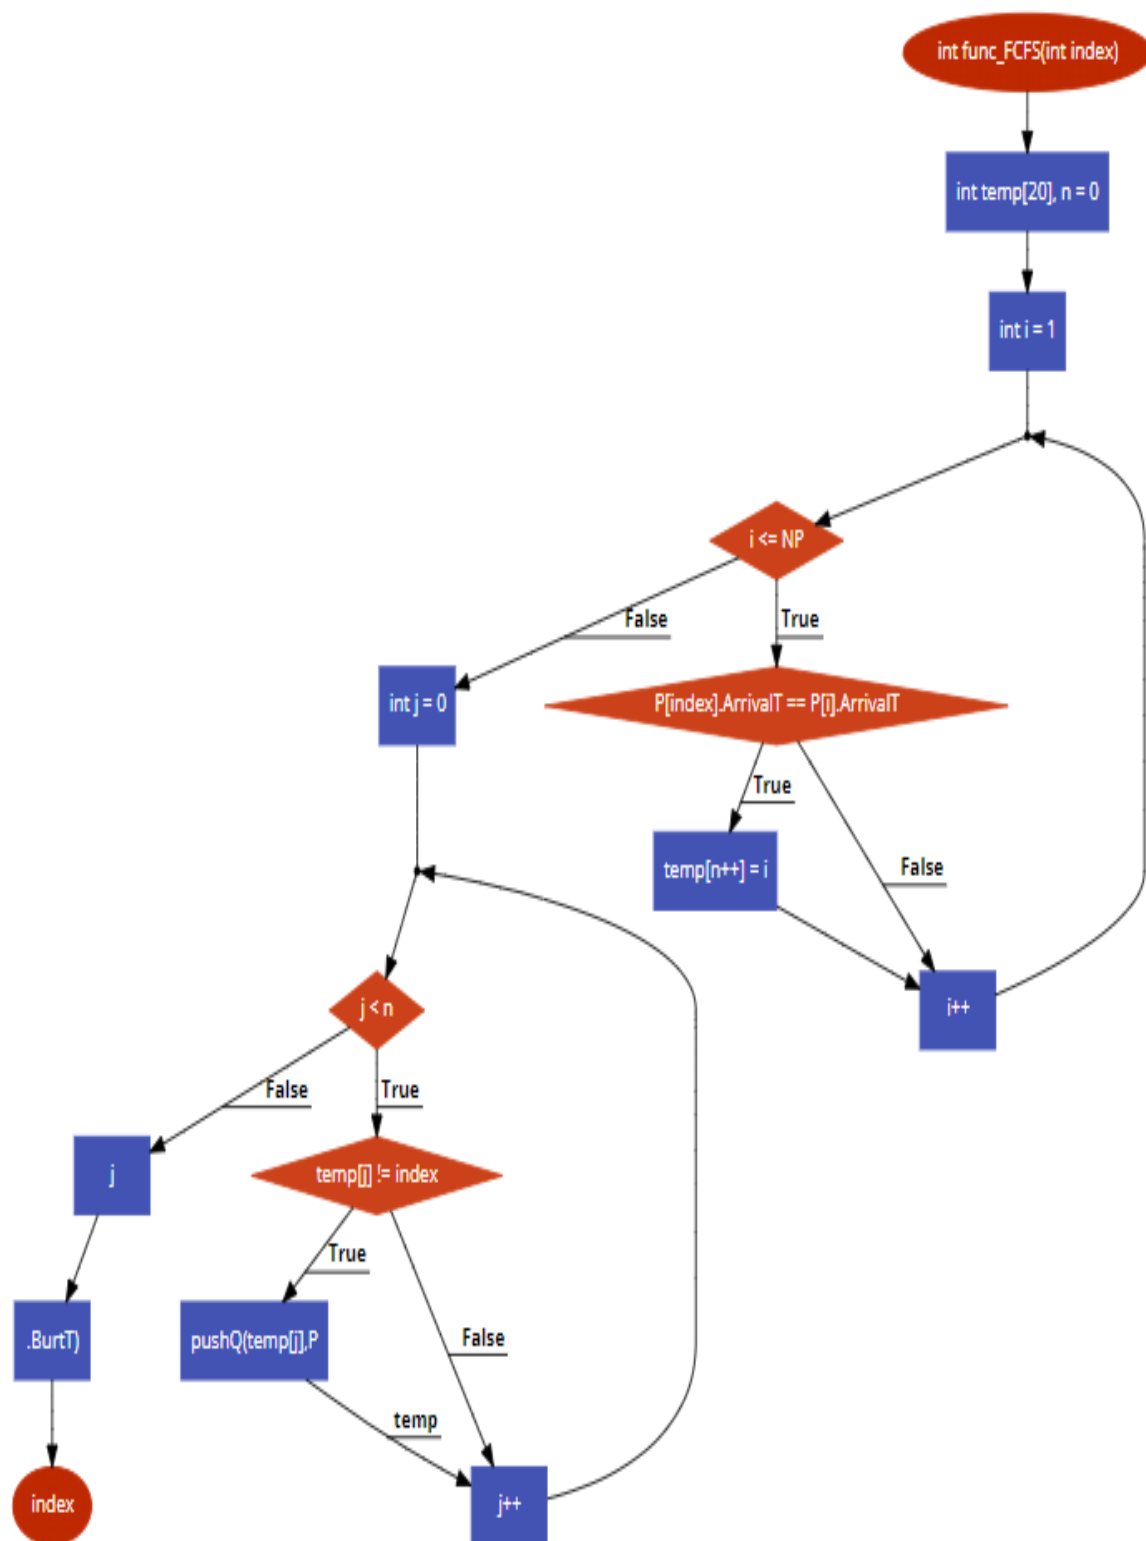 int func_FCFS(int index)
int temp[20], n = 0
int i = 1
i <= NP
False
True
int j = 0
P[index].ArrivalT == P[i].ArrivalT
True
temp[n++] = i
False
i++
j < n
False
True
j
temp[j] != index
True
.BurtT)
pushQ(temp[j],P
False
temp
index
j++